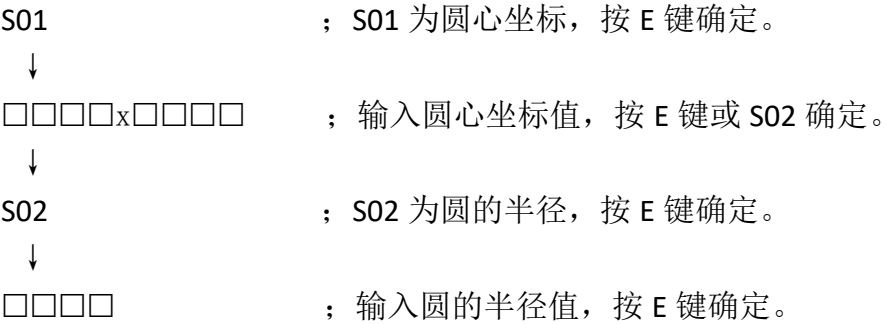 S01 ；S01 为圆心坐标，按 E 键确定。
↓
□□□□x□□□□ ；输入圆心坐标值，按 E 键或 S02 确定。
↓
S02 ；S02 为圆的半径，按 E 键确定。
↓
□□□□ ；输入圆的半径值，按 E 键确定。